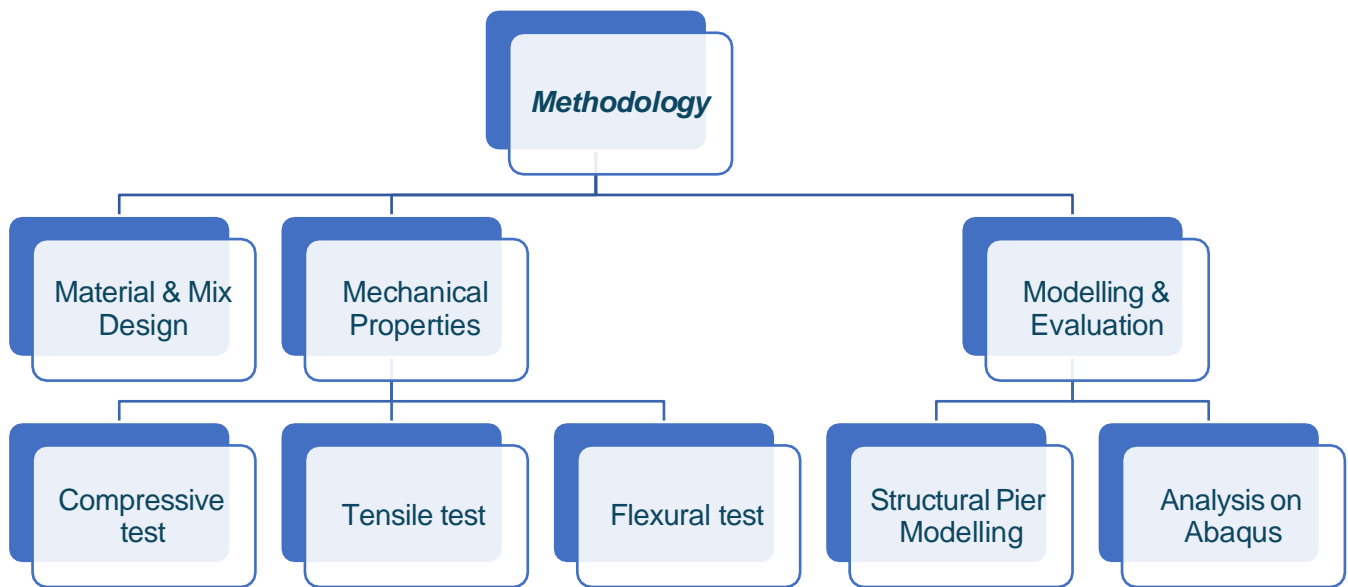 Methodology
Material & Mix
Design
Mechanical
Properties
Modelling &
Evaluation
Compressive
test
Tensile test
Flexural test
Structural Pier
Modelling
Analysis on
Abaqus